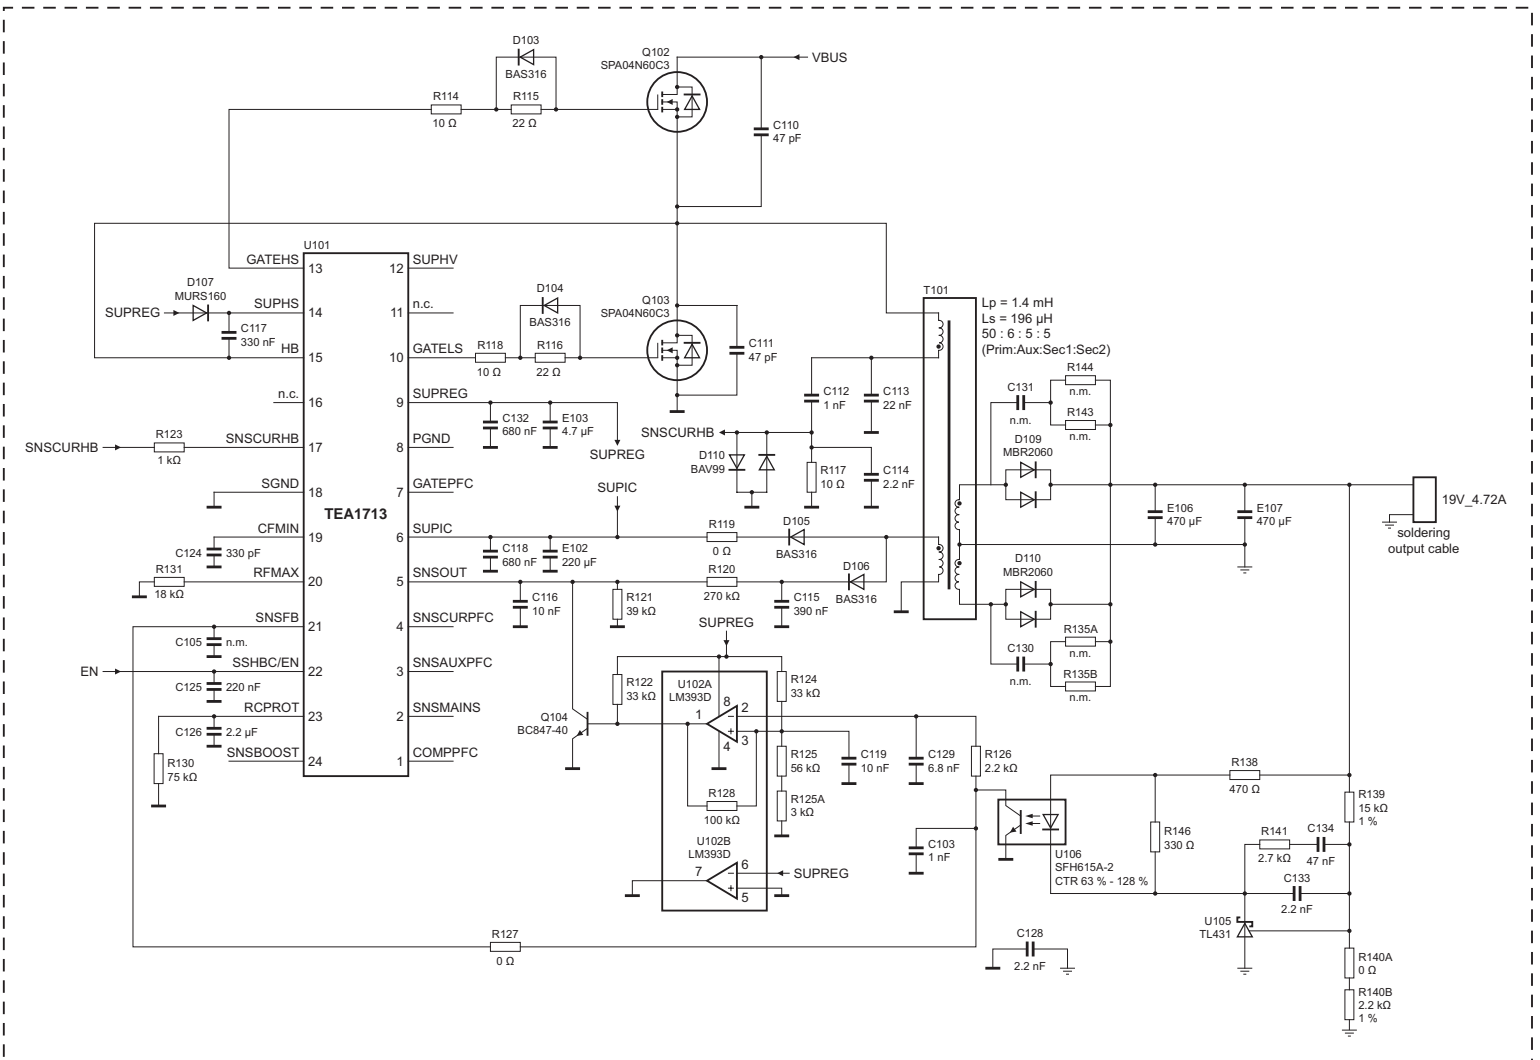 D103
BAS316
Q102
SPA04N60C3
VBUS
R114
10 Ω
R115
22 Ω
C110
47 pF
U101
GATEHS
13
12
SUPHV
D107
MURS160
SUPREG
SUPHS
14
11
n.c.
C117
330 nF
HB
15
10
GATELS
D104
BAS316
R118
10 Ω
R116
22 Ω
Q103
SPA04N60C3
C111
47 pF
T101
Lp = 1.4 mH
Ls = 196 µH
50 : 6 : 5 : 5
(Prim:Aux:Sec1:Sec2)
n.c.
16
9
SUPREG
C132
680 nF
E103
4.7 µF
SUPREG
C112
1 nF
C113
22 nF
C131
n.m.
R144
n.m.
R143
n.m.
SNSCURHB
R123
1 kΩ
SNSCURHB
17
8
PGND
SNSCURHB
D110
BAV99
R117
10 Ω
C114
2.2 nF
D109
MBR2060
SGND
18
7
GATEPFC
TEA1713
SUPIC
E106
470 µF
E107
470 µF
19V_4.72A
soldering
output cable
CFMIN
19
6
SUPIC
C124
330 pF
C118
680 nF
E102
220 µF
R119
0 Ω
D105
BAS316
R131
18 kΩ
RFMAX
20
5
SNSOUT
C116
10 nF
R121
39 kΩ
R120
270 kΩ
C115
390 nF
D106
BAS316
D110
MBR2060
SNSFB
21
4
SNSCURPFC
C105
n.m.
SUPREG
C130
n.m.
R135A
n.m.
R135B
n.m.
EN
SSHBC/EN
22
3
SNSAUXPFC
C125
220 nF
R122
33 kΩ
U102A
LM393D
8
1
2
3
4
R124
33 kΩ
RCPROT
23
2
SNSMAINS
C126
2.2 µF
Q104
BC847-40
SNSBOOST
24
1
COMPPFC
R130
75 kΩ
R125
56 kΩ
C119
10 nF
C129
6.8 nF
R126
2.2 kΩ
R128
100 kΩ
R125A
3 kΩ
R138
470 Ω
R139
15 kΩ
1 %
U102B
LM393D
7
6
5
SUPREG
C103
1 nF
U106
SFH615A-2
CTR 63 % - 128 %
R146
330 Ω
R141
2.7 kΩ
C134
47 nF
C133
2.2 nF
U105
TL431
R127
0 Ω
C128
2.2 nF
R140A
0 Ω
R140B
2.2 kΩ
1 %